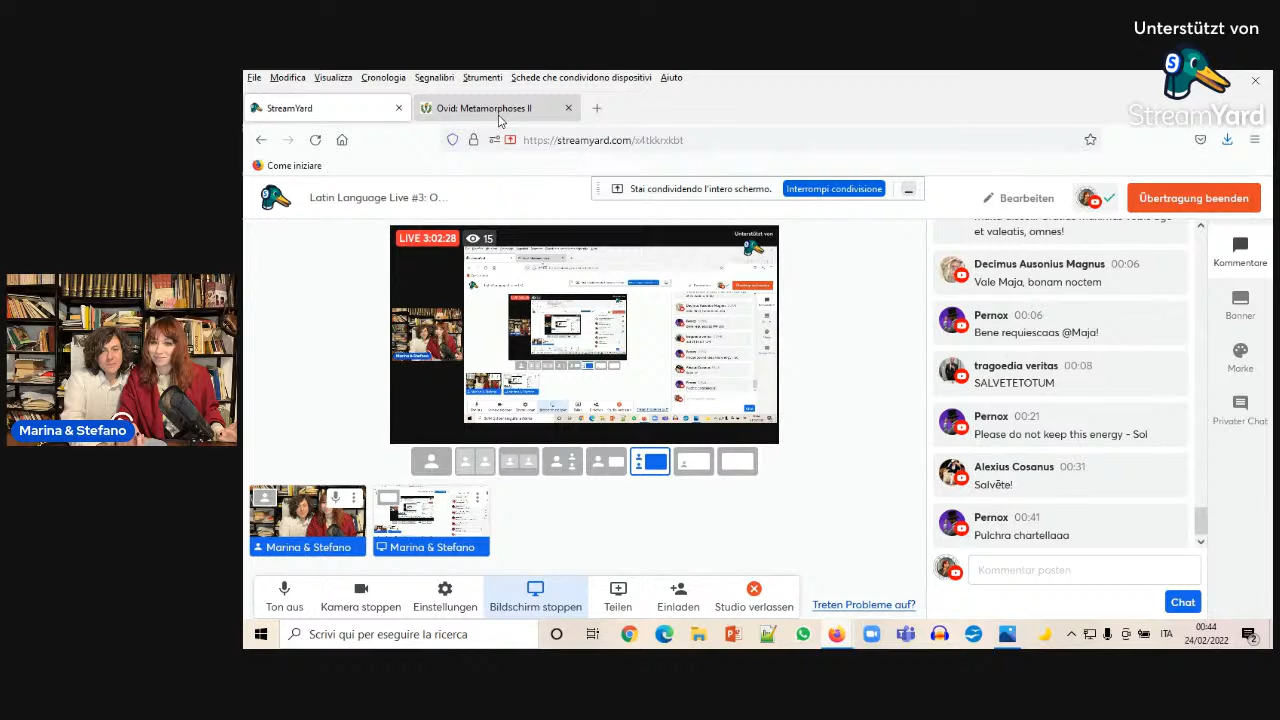 Unterstützt von
StreamYard
File Modifica Visualizza Cronologia Segnalibri Strumenti Schede che condividono dispositivi Aiuto
StreamYard
Ovid: Metamorphoses II
https://streamyard.com/x4tkkrxkbt
Come iniziare
Latin Language Live #3: O...
Stai condividendo l'intero schermo.
Interrompi condivisione
Bearbeiten
Übertragung beenden
LIVE 3:02:28
15
Unterstützt von
Marina & Stefano
Marina & Stefano
Marina & Stefano
Marina & Stefano
et valeatis, omnes!
Decimus Ausonius Magnus 00:06
Vale Maja, bonam noctem
Pernox 00:06
Bene requiescaas @Maja!
tragoedia veritas 00:08
SALVETETOTUM
Pernox 00:21
Please do not keep this energy - Sol
Alexius Cosanus 00:31
Salvēte!
Pernox 00:41
Pulchra chartellaaa
Kommentar posten
Chat
Kommentare
Banner
Marke
Privater Chat
Ton aus
Kamera stoppen
Einstellungen
Bildschirm stoppen
Teilen
Einladen
Studio verlassen
Treten Probleme auf?
Scrivi qui per eseguire la ricerca
ITA
00:44
24/02/2022
2